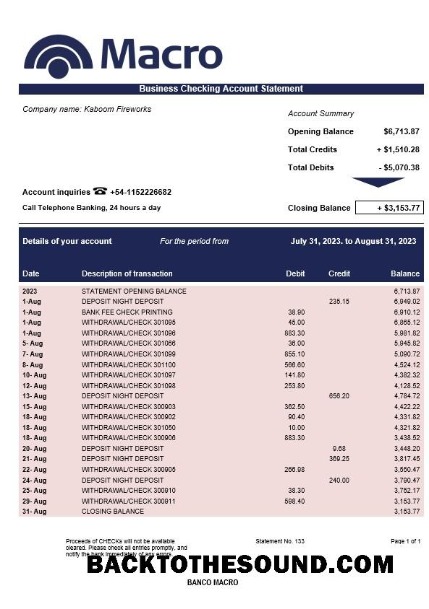 Macro
Business Checking Account Statement
Company name: Kaboom Fireworks
Account Summary
Opening Balance $6,713.87
Total Credits + $1,510.28
Total Debits - $5,070.38
Account inquiries ☎ +54-1152226682
Call Telephone Banking, 24 hours a day
Closing Balance + $3,153.77
Details of your account For the period from July 31, 2023. to August 31, 2023
Date Description of transaction Debit Credit Balance
2023 STATEMENT OPENING BALANCE 6,713.87
1-Aug DEPOSIT NIGHT DEPOSIT 235.15 6,949.02
1-Aug BANK FEE CHECK PRINTING 38.90 6,910.12
1-Aug WITHDRAWAL/CHECK 301095 45.00 6,865.12
1-Aug WITHDRAWAL/CHECK 301096 883.30 5,981.82
5- Aug WITHDRAWAL/CHECK 301066 36.00 5,945.82
7- Aug WITHDRAWAL/CHECK 301099 855.10 5,090.72
8- Aug WITHDRAWAL/CHECK 301100 566.60 4,524.12
10- Aug WITHDRAWAL/CHECK 301097 141.80 4,382.32
12- Aug WITHDRAWAL/CHECK 301098 253.80 4,128.52
13- Aug DEPOSIT NIGHT DEPOSIT 656.20 4,784.72
15- Aug WITHDRAWAL/CHECK 300903 362.50 4,422.22
18- Aug WITHDRAWAL/CHECK 300902 90.40 4,331.82
18- Aug WITHDRAWAL/CHECK 301050 10.00 4,321.82
18- Aug WITHDRAWAL/CHECK 300906 883.30 3,438.52
20- Aug DEPOSIT NIGHT DEPOSIT 9.68 3,448.20
21- Aug DEPOSIT NIGHT DEPOSIT 369.25 3,817.45
22- Aug WITHDRAWAL/CHECK 300905 266.98 3,550.47
24- Aug DEPOSIT NIGHT DEPOSIT 240.00 3,790.47
25- Aug WITHDRAWAL/CHECK 300910 38.30 3,752.17
29- Aug WITHDRAWAL/CHECK 300911 598.40 3,153.77
31- Aug CLOSING BALANCE 3,153.77
Proceeds of CHECKs will not be available Statement No. 133 Page 1 of 1
cleared. Please check all entries promptly, and
notify the bank immediately of any errors
BACKTOTHESOUND.COM
BANCO MACRO